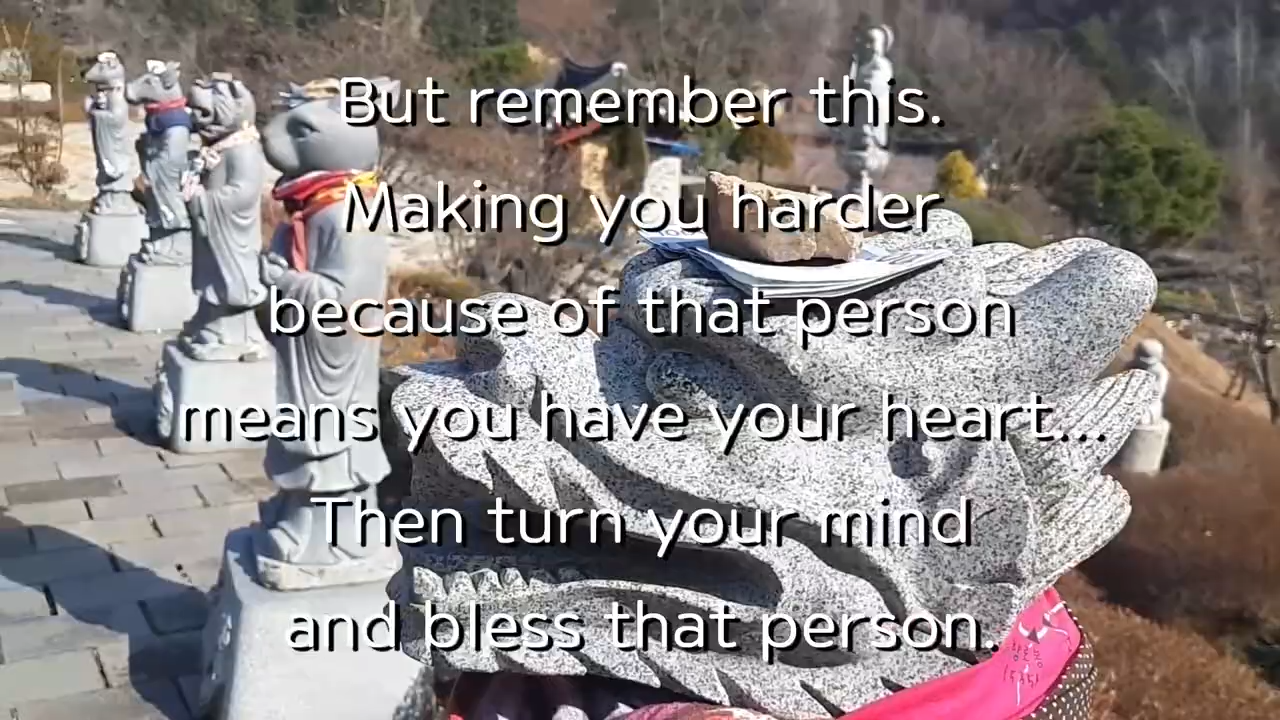 But remember this.
Making you harder
because of that person
means you have your heart...
Then turn your mind
and bless that person.